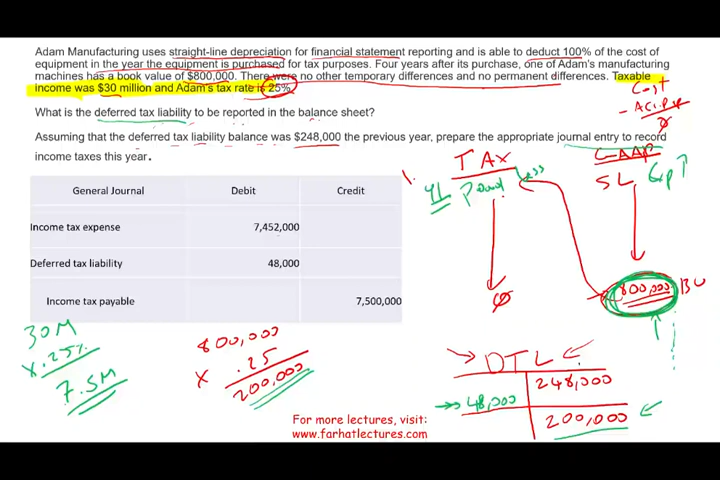 Adam Manufacturing uses straight-line depreciation for financial statement reporting and is able to deduct 100% of the cost of
equipment in the year the equipment is purchased for tax purposes. Four years after its purchase, one of Adam's manufacturing
machines has a book value of $800,000. There were no other temporary differences and no permanent differences. Taxable
income was $30 million and Adam's tax rate is 25%.
Cost
What is the deferred tax liability to be reported in the balance sheet?
Assuming that the deferred tax liability balance was $248,000 the previous year, prepare the appropriate journal entry to record
income taxes this year.
1. TAX GAAP
Y1 Less SL Exp ↑
General Journal Debit Credit
Income tax expense 7,452,000
Deferred tax liability 48,000
Income tax payable 7,500,000
800,000 BV
30M
x .25%
7.5M
800,000
x .25
200,000
DTL
248,000
48,000
200,000
For more lectures, visit:
www.farhatlectures.com